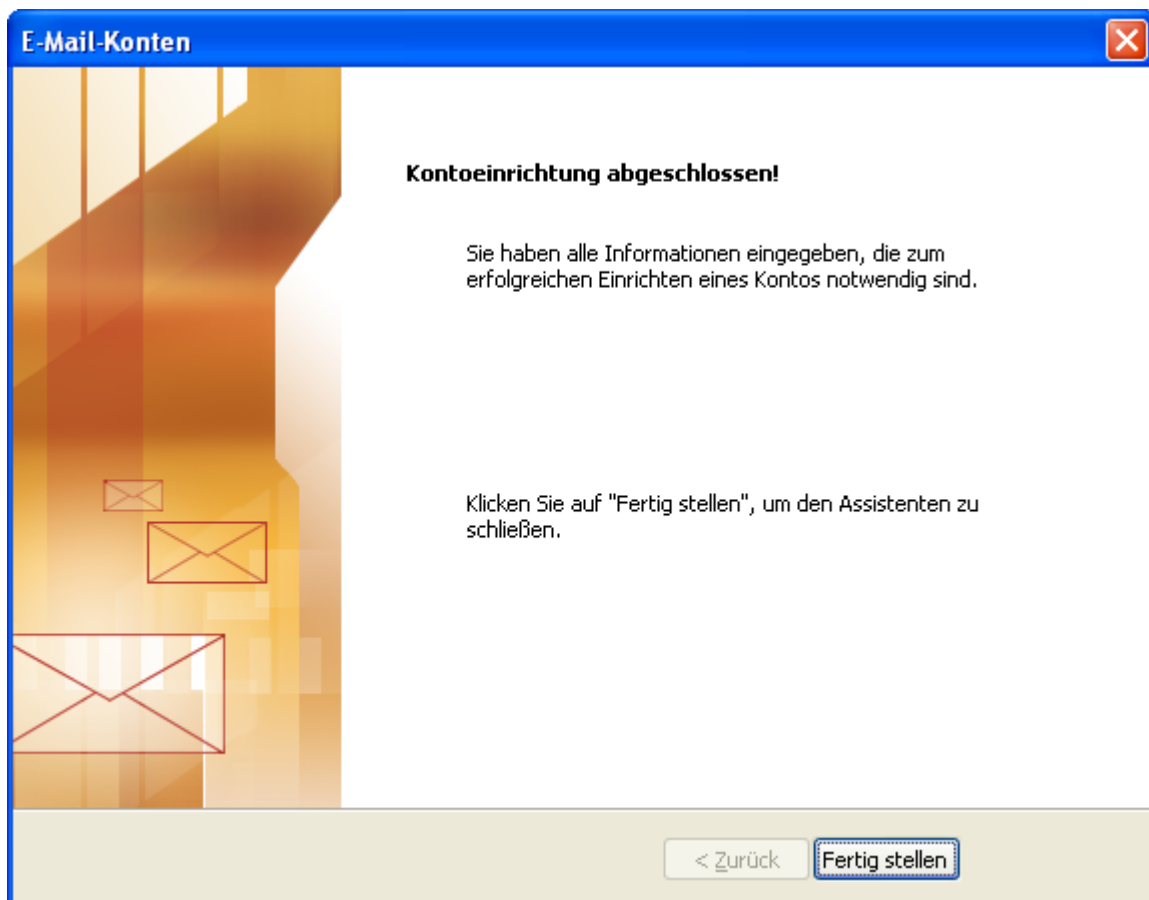 E-Mail-Konten
Kontoeinrichtung abgeschlossen!
Sie haben alle Informationen eingegeben, die zum
erfolgreichen Einrichten eines Kontos notwendig sind.
Klicken Sie auf "Fertig stellen", um den Assistenten zu
schließen.
< Zurück
Fertig stellen